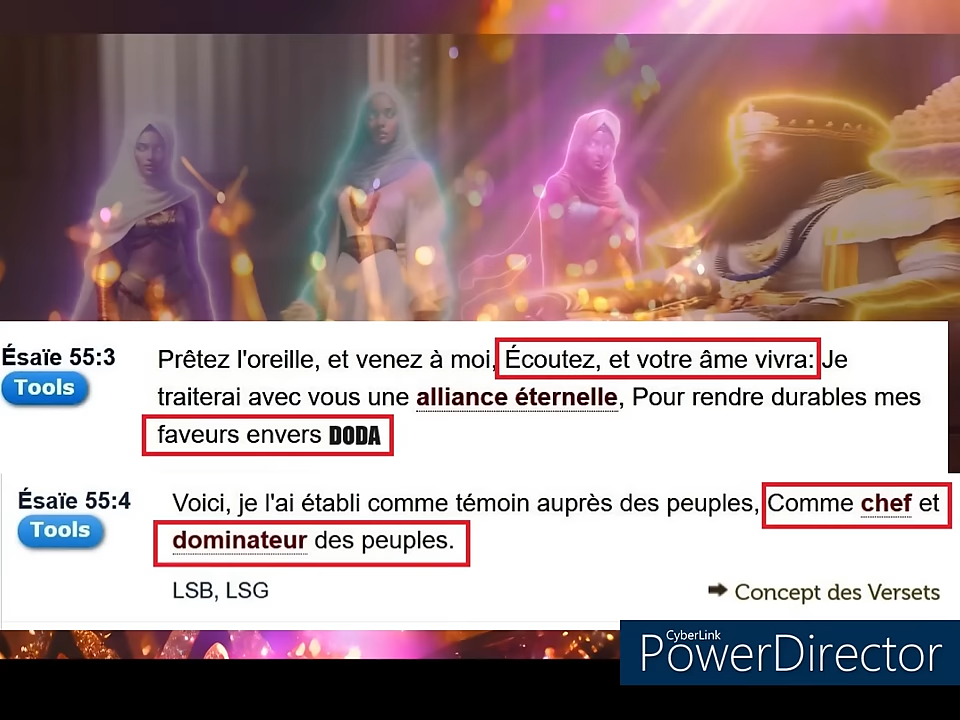 Ésaïe 55:3
Tools
Prêtez l'oreille, et venez à moi, Écoutez, et votre âme vivra: Je
traiterai avec vous une alliance éternelle, Pour rendre durables mes
faveurs envers DODA
Ésaïe 55:4
Tools
Voici, je l'ai établi comme témoin auprès des peuples, Comme chef et
dominateur des peuples.
LSB, LSG
Concept des Versets
CyberLink
PowerDirector